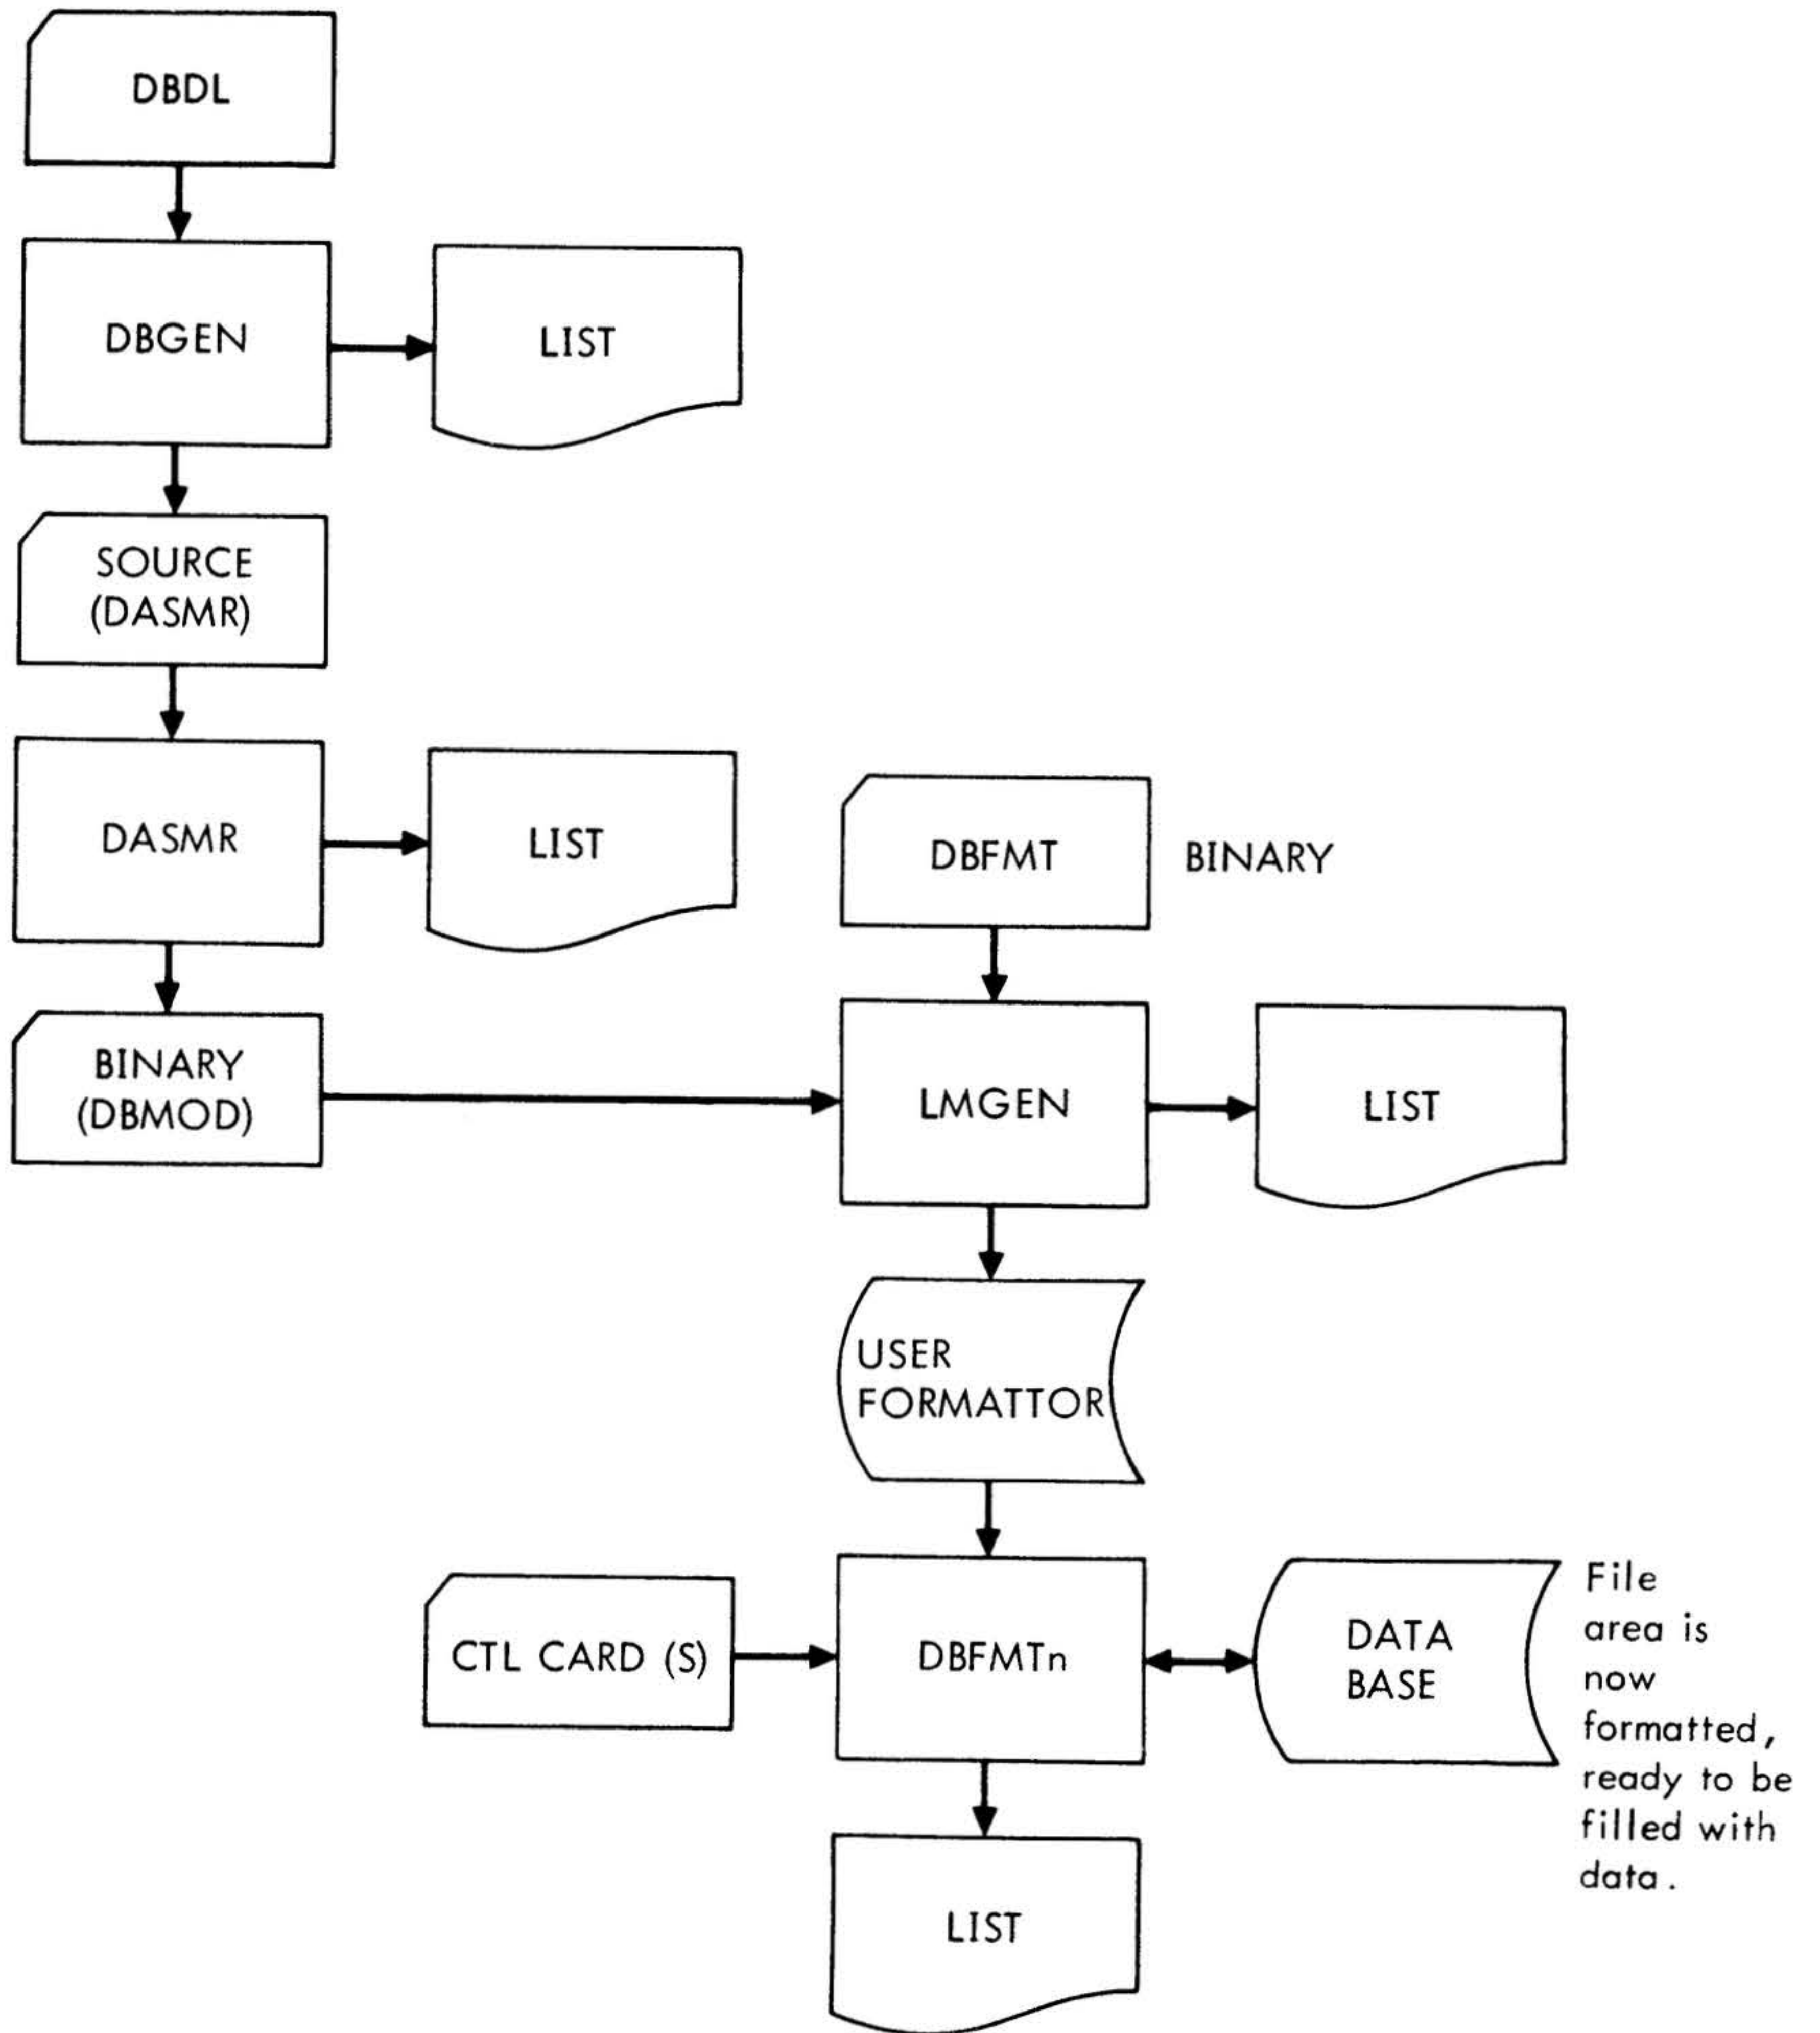 DBDL
DBGEN
LIST
SOURCE
(DASMR)
DASMR
LIST
DBFMT
BINARY
BINARY
(DBMOD)
LMGEN
LIST
USER
FORMATTOR
CTL CARD (S)
DBFMTn
DATA
BASE
File
area is
now
formatted,
ready to be
filled with
data.
LIST